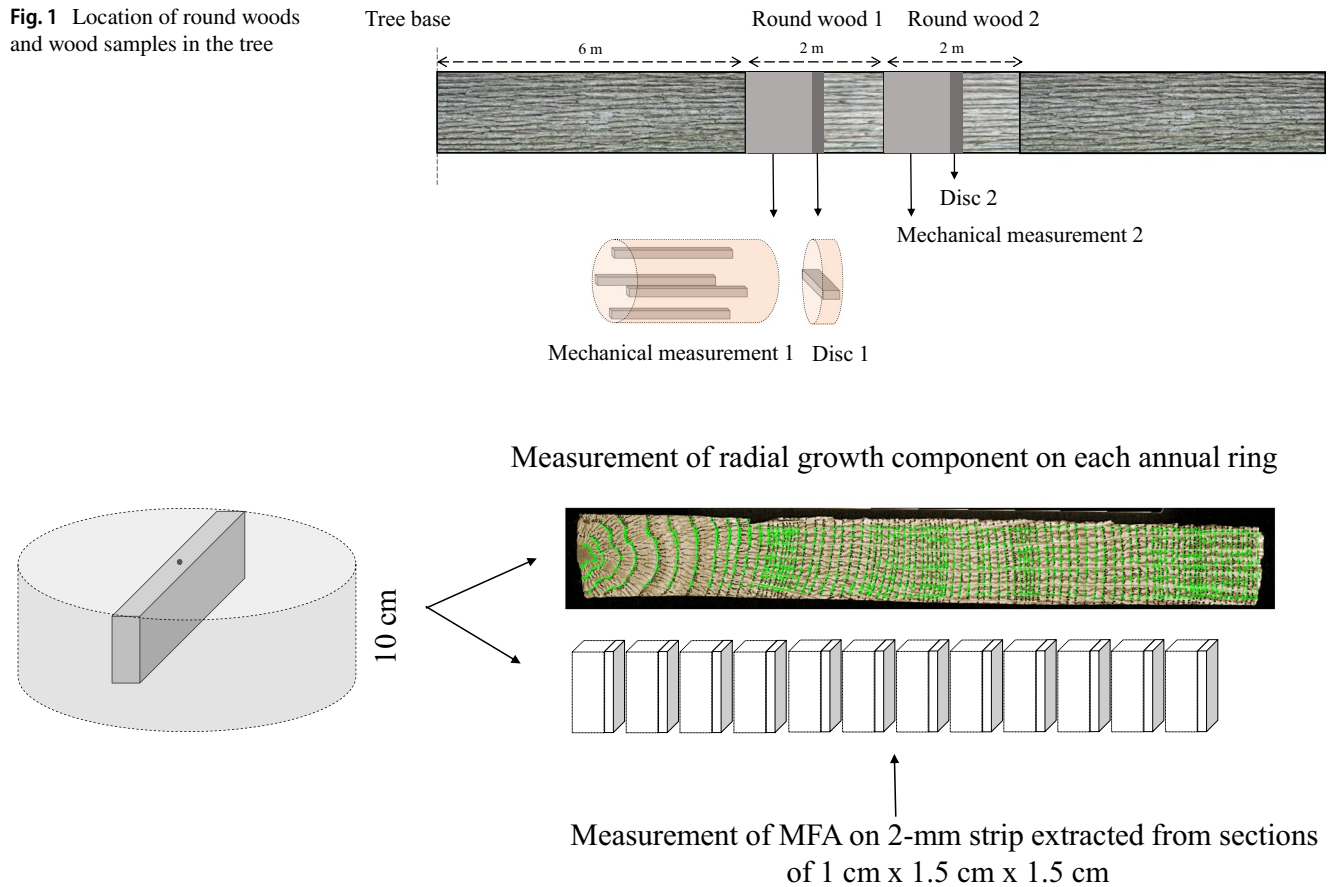 Fig. 1 Location of round woods
and wood samples in the tree
Tree base
Round wood 1
Round wood 2
6 m
2 m
2 m
Disc 2
Mechanical measurement 2
Mechanical measurement 1
Disc 1
Measurement of radial growth component on each annual ring
10 cm
Measurement of MFA on 2-mm strip extracted from sections
of 1 cm x 1.5 cm x 1.5 cm